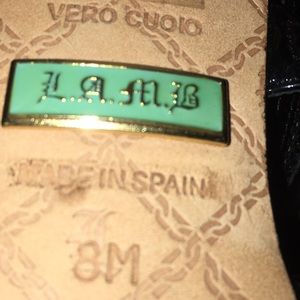 VERO CUOIO
L.A.M.B
MADE IN SPAIN
8M